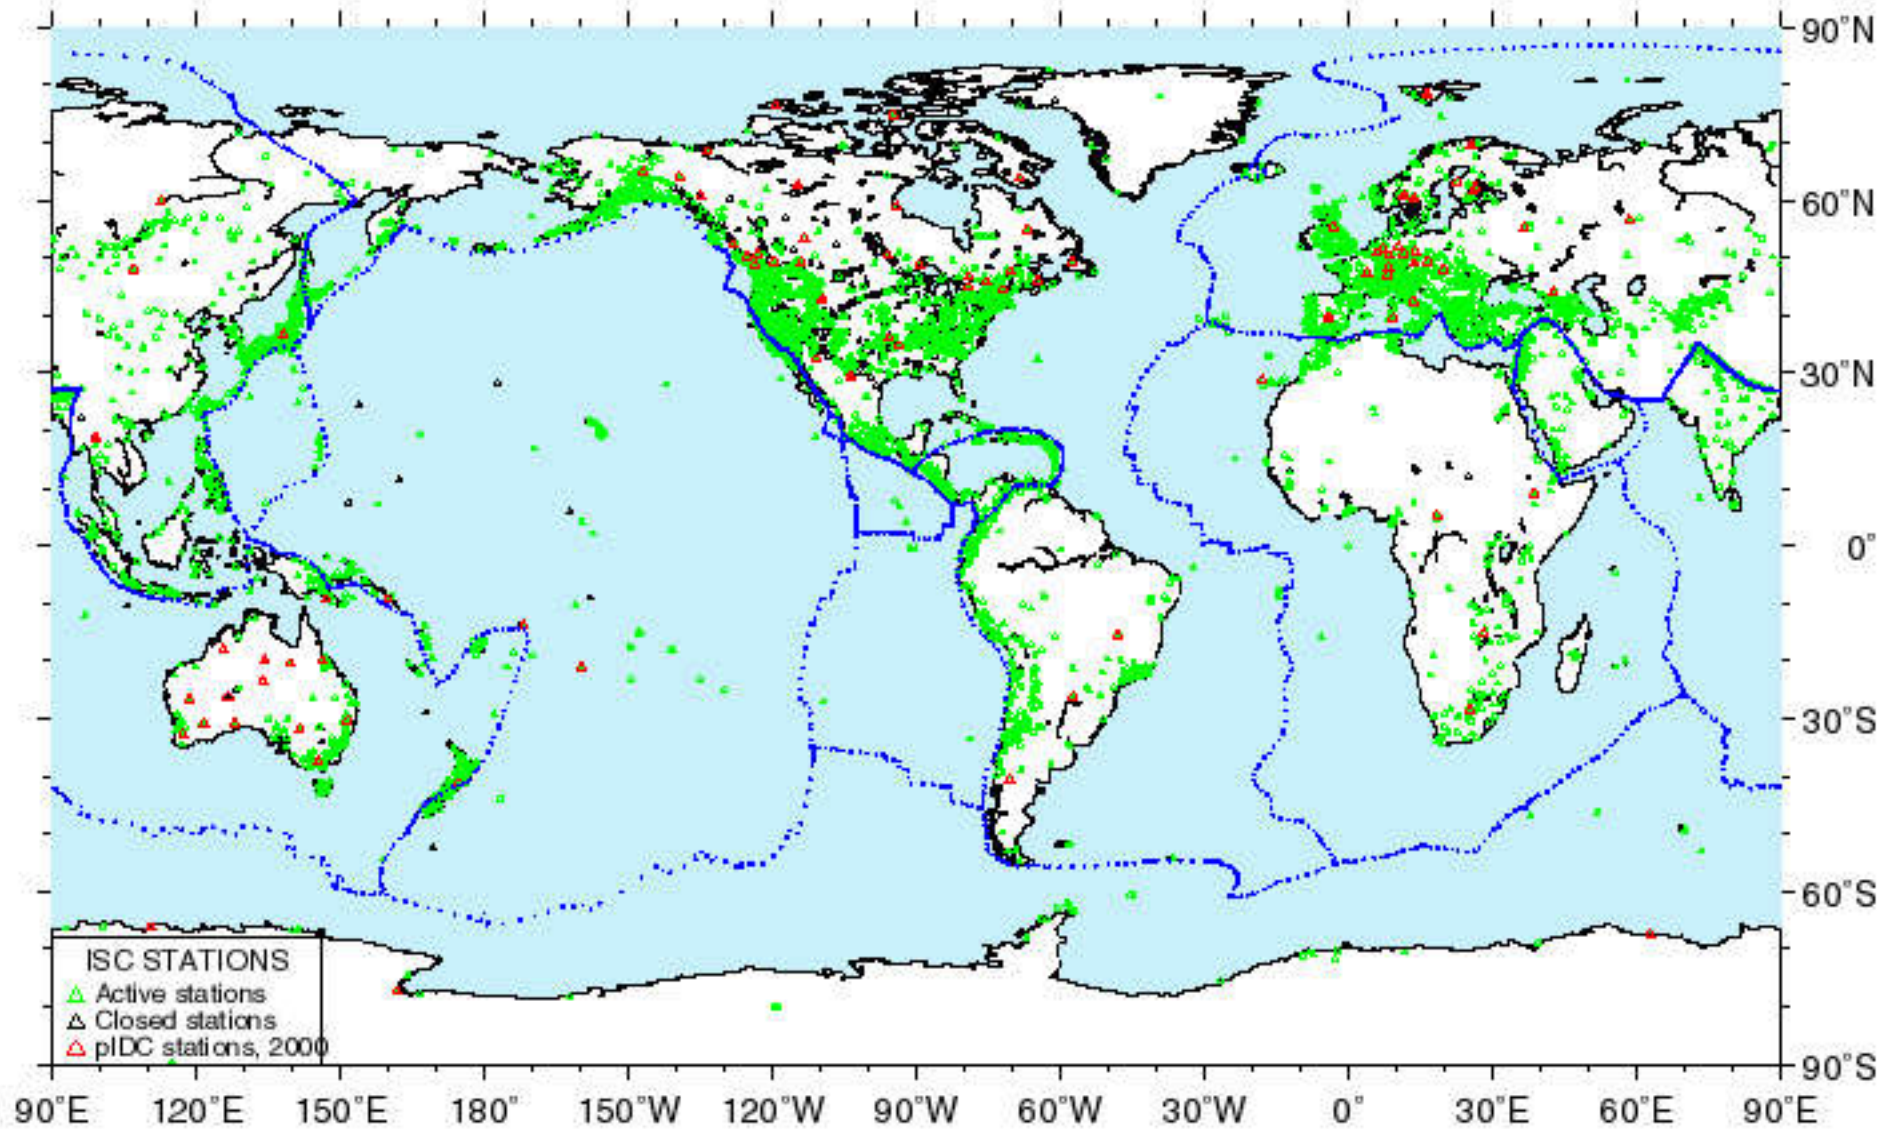 90°N
60°N
30°N
0°
30°S
60°S
90°S
ISC STATIONS
Active stations
Closed stations
pIDC stations, 2000
90°E 120°E 150°E 180° 150°W 120°W 90°W 60°W 30°W 0° 30°E 60°E 90°E